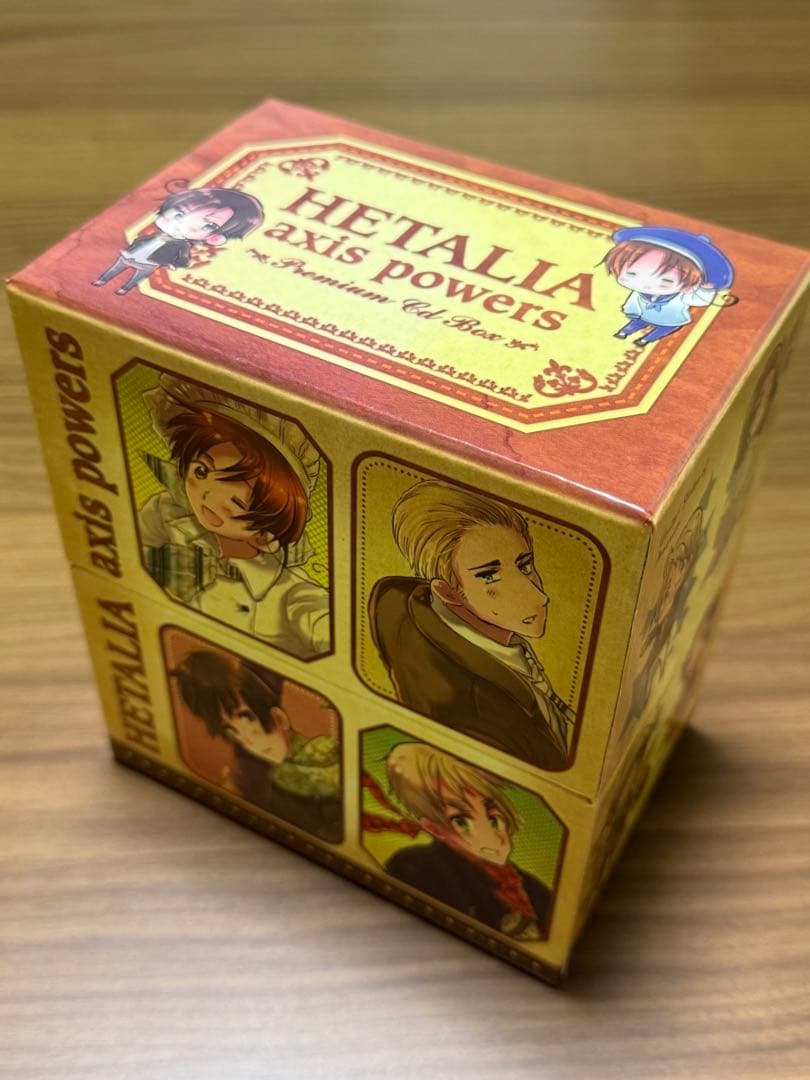 HETALIA
axis powers
Premium Cd Box
HETALIA axis powers